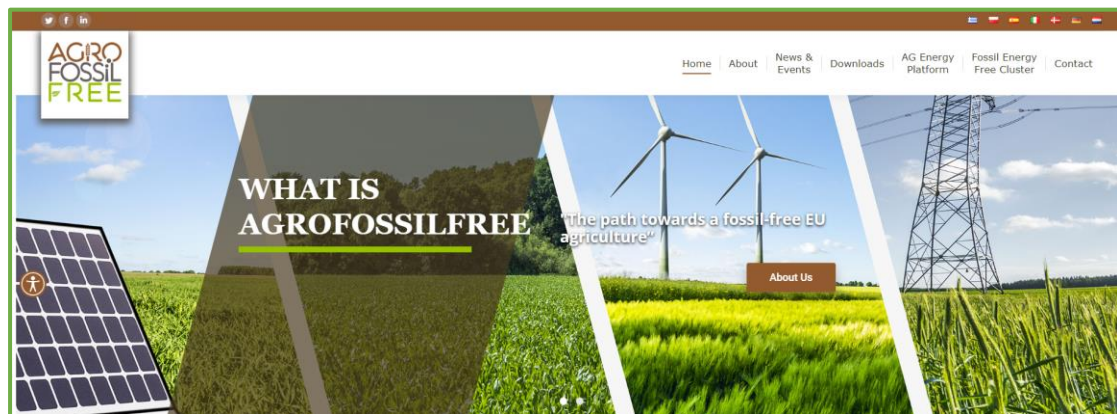 AGRO
FOSSIL
FREE
Home
About
News &
Events
Downloads
AG Energy
Platform
Fossil Energy
Free Cluster
Contact
WHAT IS
AGROFOSSILFREE
"The path towards a fossil-free EU
agriculture"
About Us